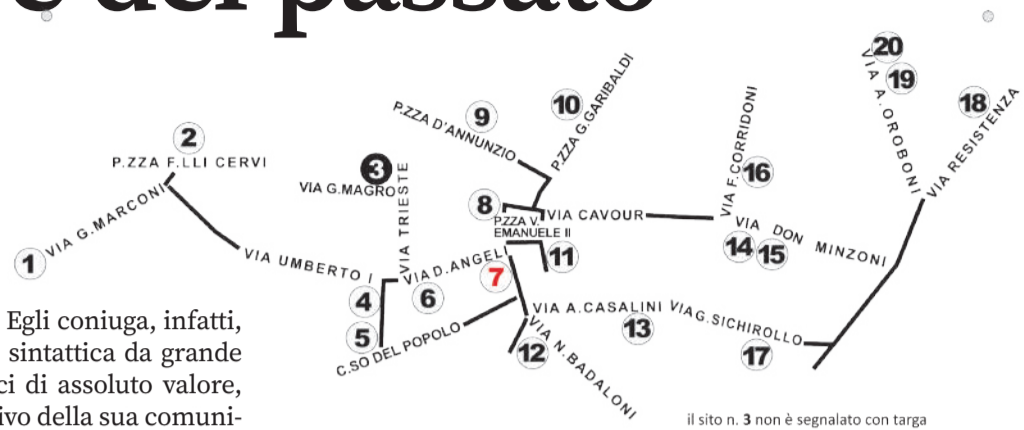 e del passato
20
19
VIA A. OROBONI
18
VIA RESISTENZA
10
P.ZZA G.GARIBALDI
9
P.ZZA D'ANNUNZIO
2
P.ZZA F.LLI CERVI
3
VIA G.MAGRO
VIA TRIESTE
VIA F.CORRIDONI
16
8
P.ZZA V.
EMANUELE II
VIA CAVOUR
VIA DON MINZONI
14
15
1
VIA G.MARCONI
VIA UMBERTO I
VIA D.ANGELI
11
7
4
6
5
C.SO DEL POPOLO
VIA A.CASALINI
13
VIA G.SICHIROLLO
17
12
VIA N.BADALONI
il sito n. 3 non è segnalato con targa
Egli coniuga, infatti,
sintattica da grande
ci di assoluto valore,
ivo della sua comuni-